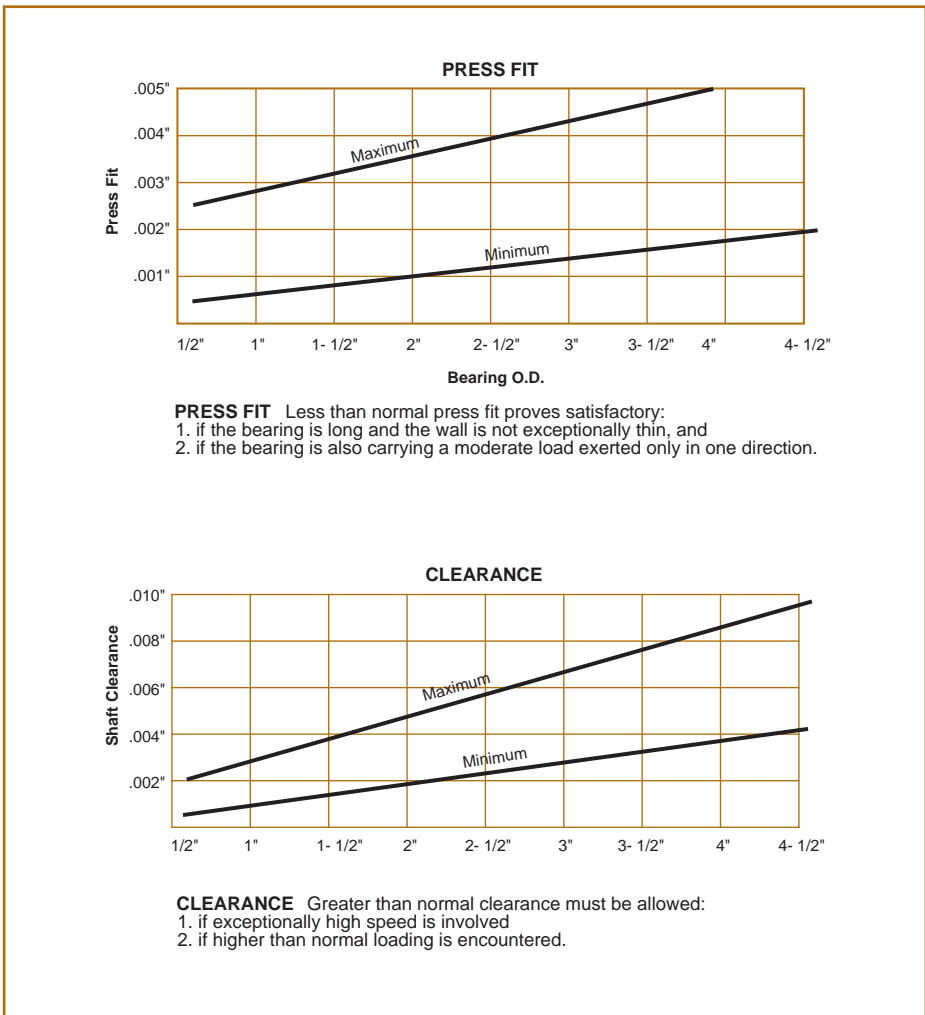 PRESS FIT
.005"
.004"
.003"
.002"
.001"
Press Fit
Maximum
Minimum
1/2" 1" 1- 1/2" 2" 2- 1/2" 3" 3- 1/2" 4" 4- 1/2"
Bearing O.D.
PRESS FIT Less than normal press fit proves satisfactory:
1. if the bearing is long and the wall is not exceptionally thin, and
2. if the bearing is also carrying a moderate load exerted only in one direction.
CLEARANCE
.010"
.008"
.006"
.004"
.002"
Shaft Clearance
Maximum
Minimum
1/2" 1" 1- 1/2" 2" 2- 1/2" 3" 3- 1/2" 4" 4- 1/2"
CLEARANCE Greater than normal clearance must be allowed:
1. if exceptionally high speed is involved
2. if higher than normal loading is encountered.